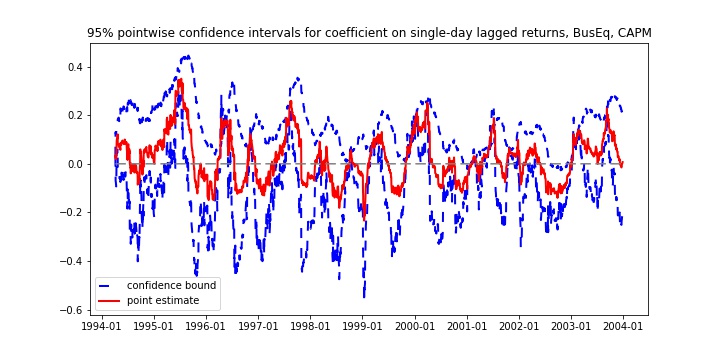 95% pointwise confidence intervals for coefficient on single-day lagged returns, BusEq, CAPM
0.4
0.2
0.0
−0.2
−0.4
−0.6
confidence bound
point estimate
1994-01 1995-01 1996-01 1997-01 1998-01 1999-01 2000-01 2001-01 2002-01 2003-01 2004-01